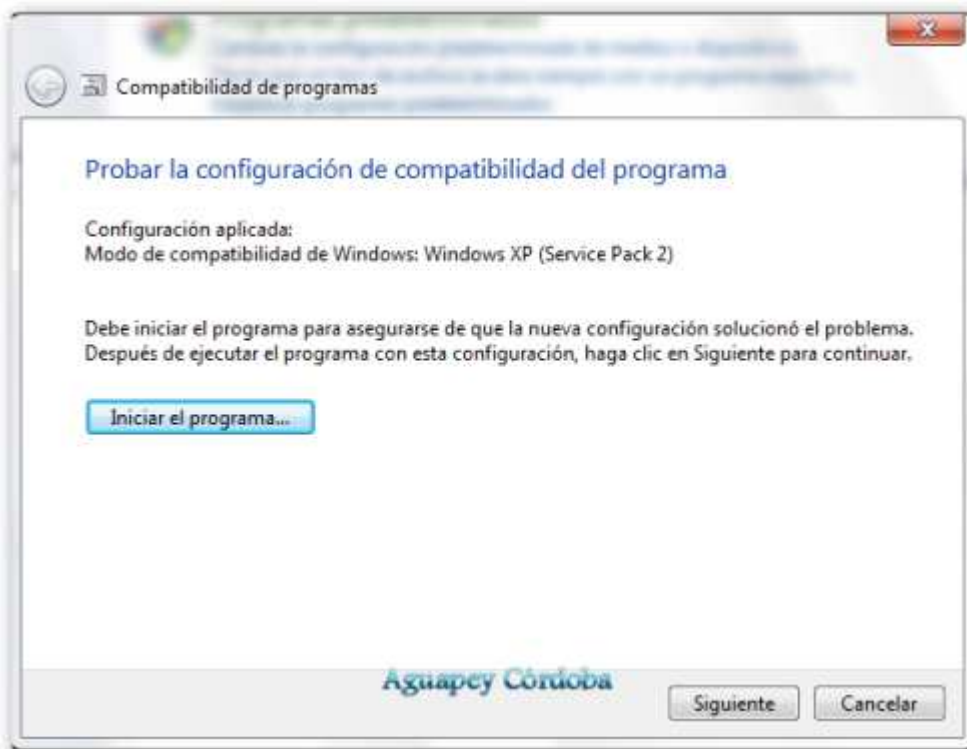 Programas predeterminados
Compatibilidad de programas
Probar la configuración de compatibilidad del programa
Configuración aplicada:
Modo de compatibilidad de Windows: Windows XP (Service Pack 2)
Debe iniciar el programa para asegurarse de que la nueva configuración solucionó el problema.
Después de ejecutar el programa con esta configuración, haga clic en Siguiente para continuar.
Iniciar el programa...
Aguapey Córdoba
Siguiente
Cancelar